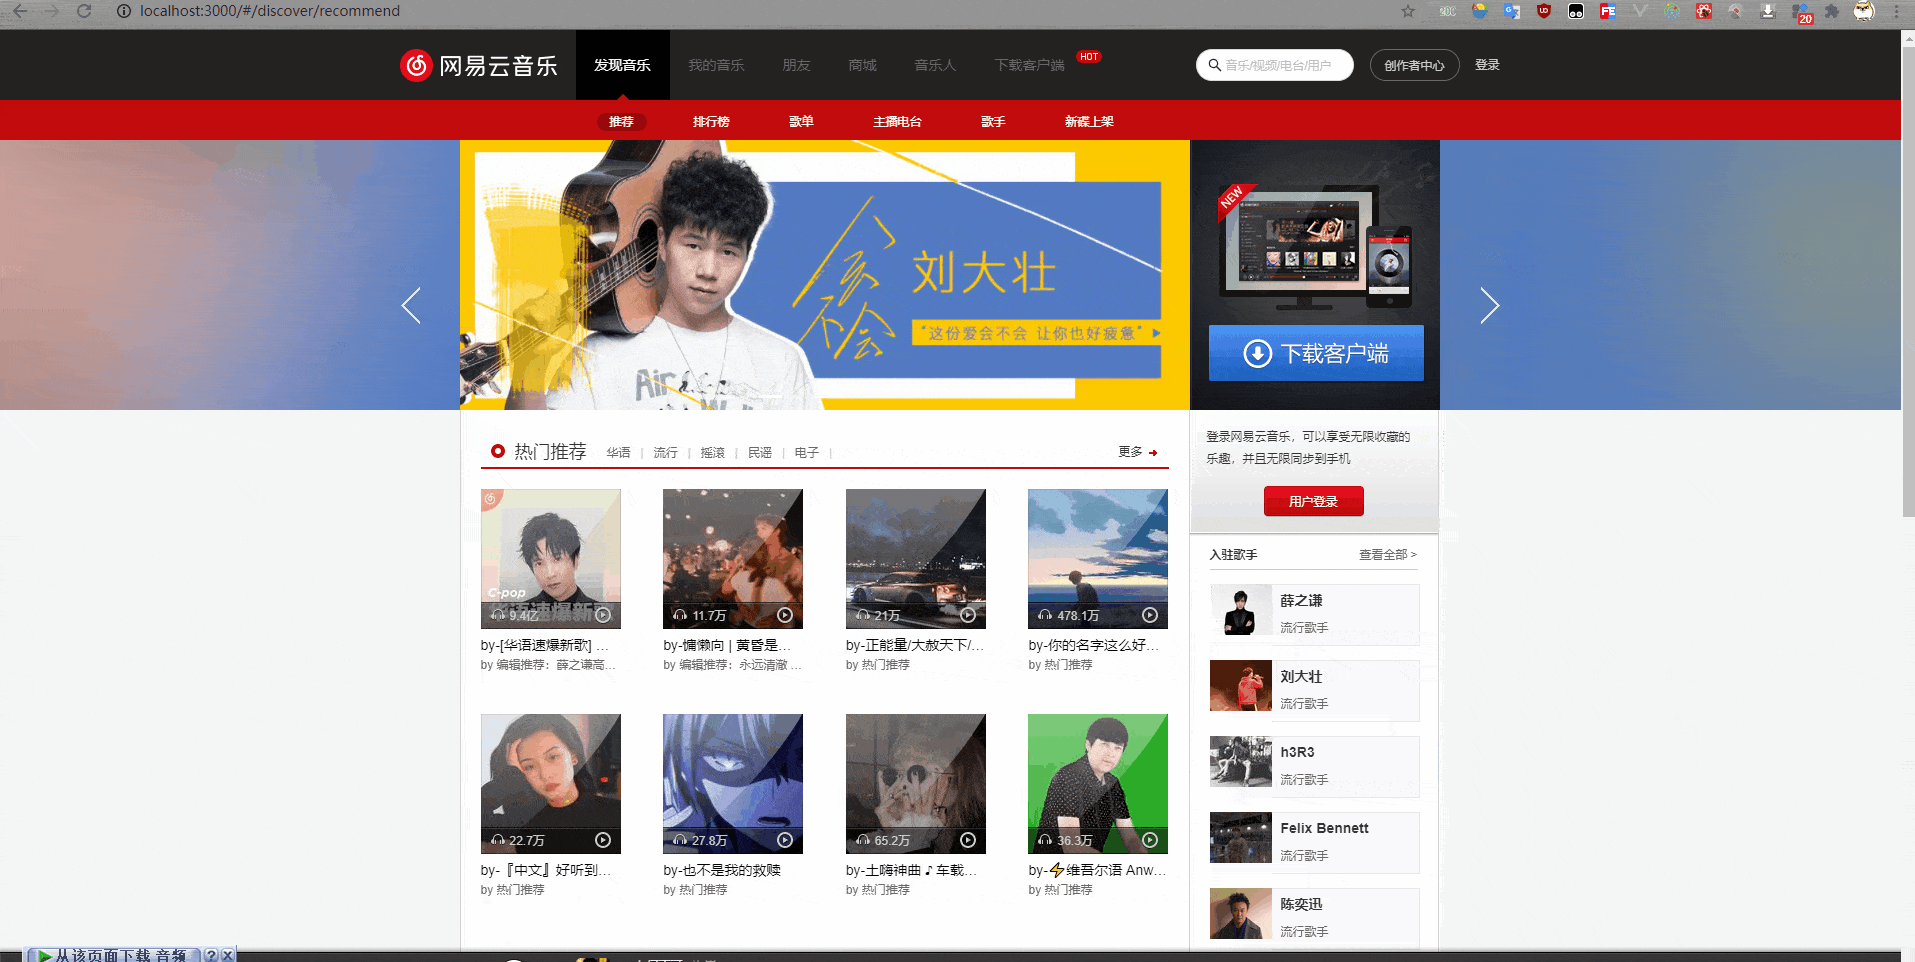 localhost:3000/#/discover/recommend
20
网易云音乐
发现音乐
我的音乐
朋友
商城
音乐人
下载客户端
HOT
音乐/视频/电台/用户
创作者中心
登录
推荐
排行榜
歌单
主播电台
歌手
新碟上架
会不会
刘大壮
"这份爱会不会 让你也好疲惫"
Air
NEW
下载客户端
热门推荐
华语 | 流行 | 摇滚 | 民谣 | 电子 |
更多
登录网易云音乐，可以享受无限收藏的
乐趣，并且无限同步到手机
用户登录
C-pop
华语速爆新歌
9.4亿
11.7万
21万
478.1万
by-[华语速爆新歌] ...
by 编辑推荐：薛之谦高...
by-慵懒向 | 黄昏是...
by 编辑推荐：永远清澈 ...
by-正能量/大赦天下/...
by 热门推荐
by-你的名字这么好...
by 热门推荐
22.7万
27.8万
65.2万
36.3万
by-『中文』好听到...
by 热门推荐
by-也不是我的救赎
by 热门推荐
by-土嗨神曲♪车载...
by 热门推荐
by-⚡维吾尔语 Anw...
by 热门推荐
入驻歌手
查看全部 >
薛之谦
流行歌手
刘大壮
流行歌手
h3R3
流行歌手
Felix Bennett
流行歌手
陈奕迅
流行歌手
从该页面下载 音频